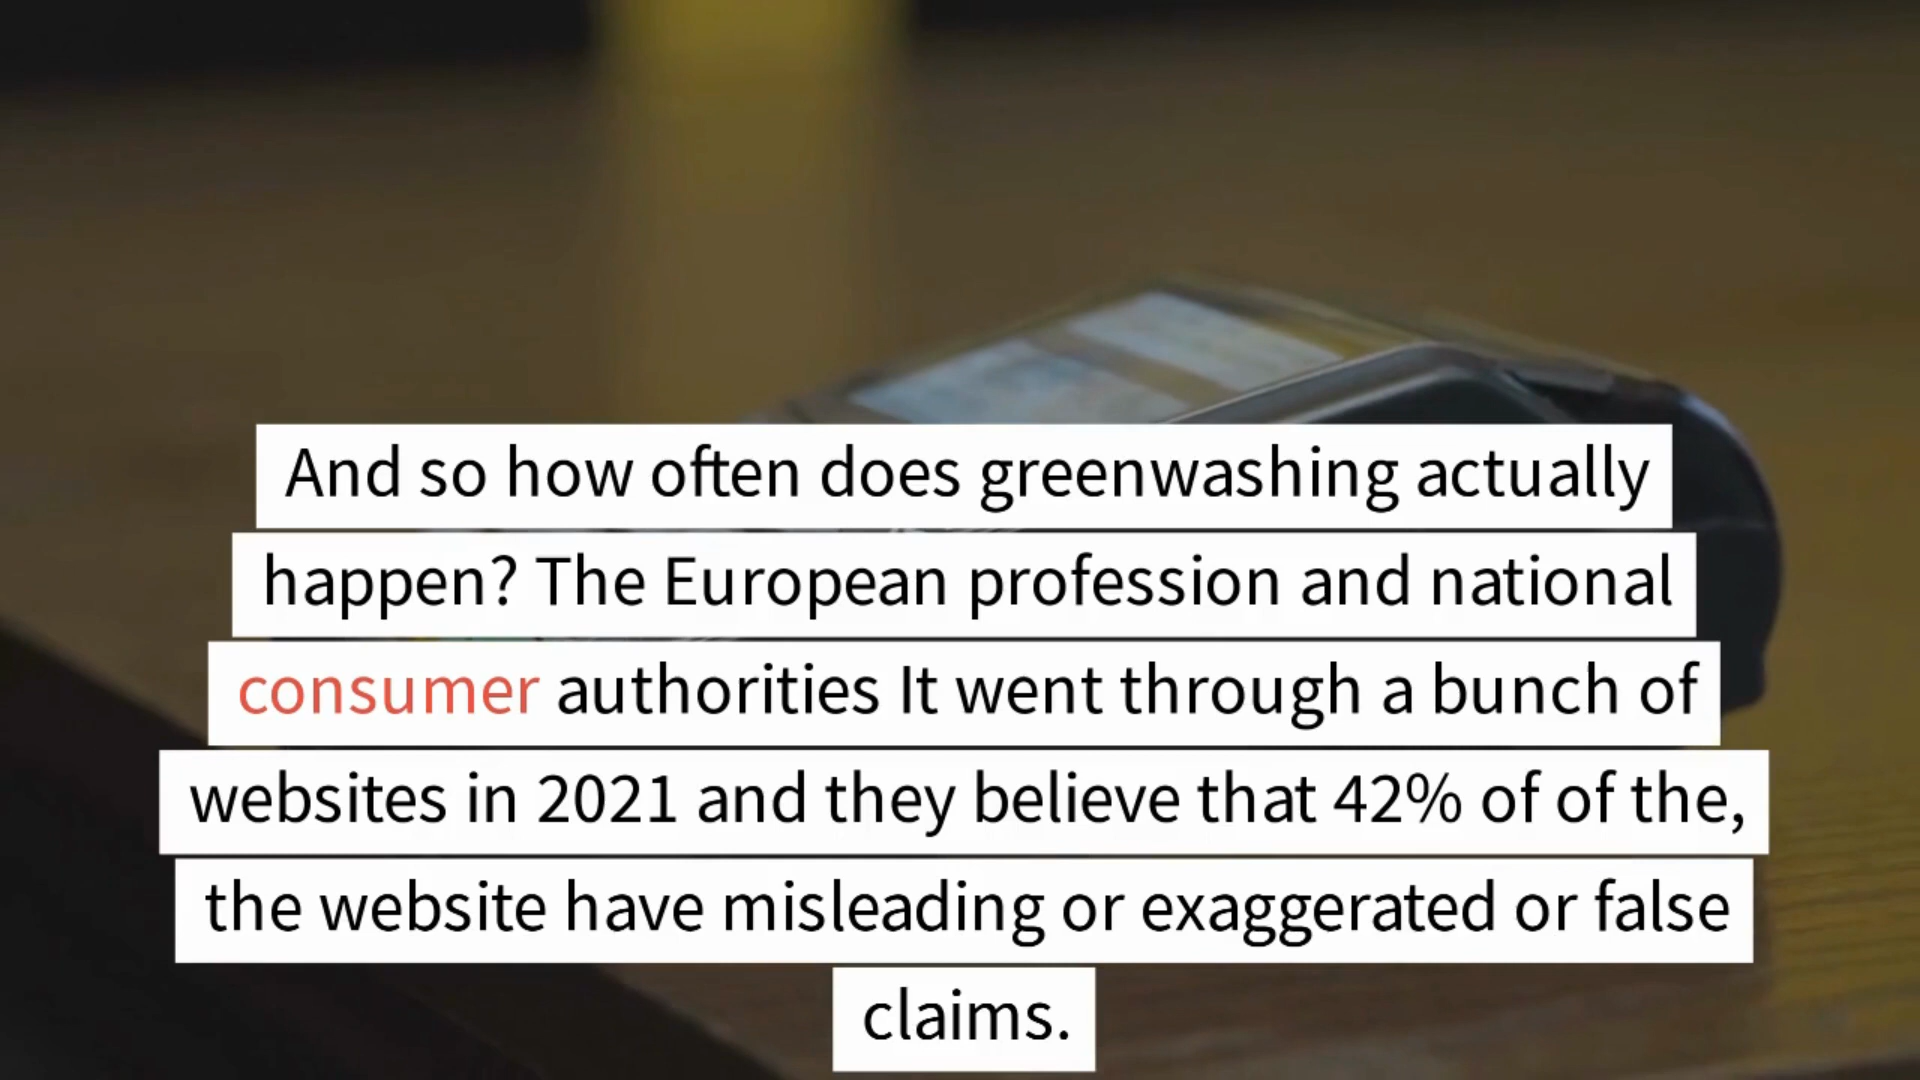 And so how often does greenwashing actually
happen? The European profession and national
consumer authorities It went through a bunch of
websites in 2021 and they believe that 42% of of the,
the website have misleading or exaggerated or false
claims.